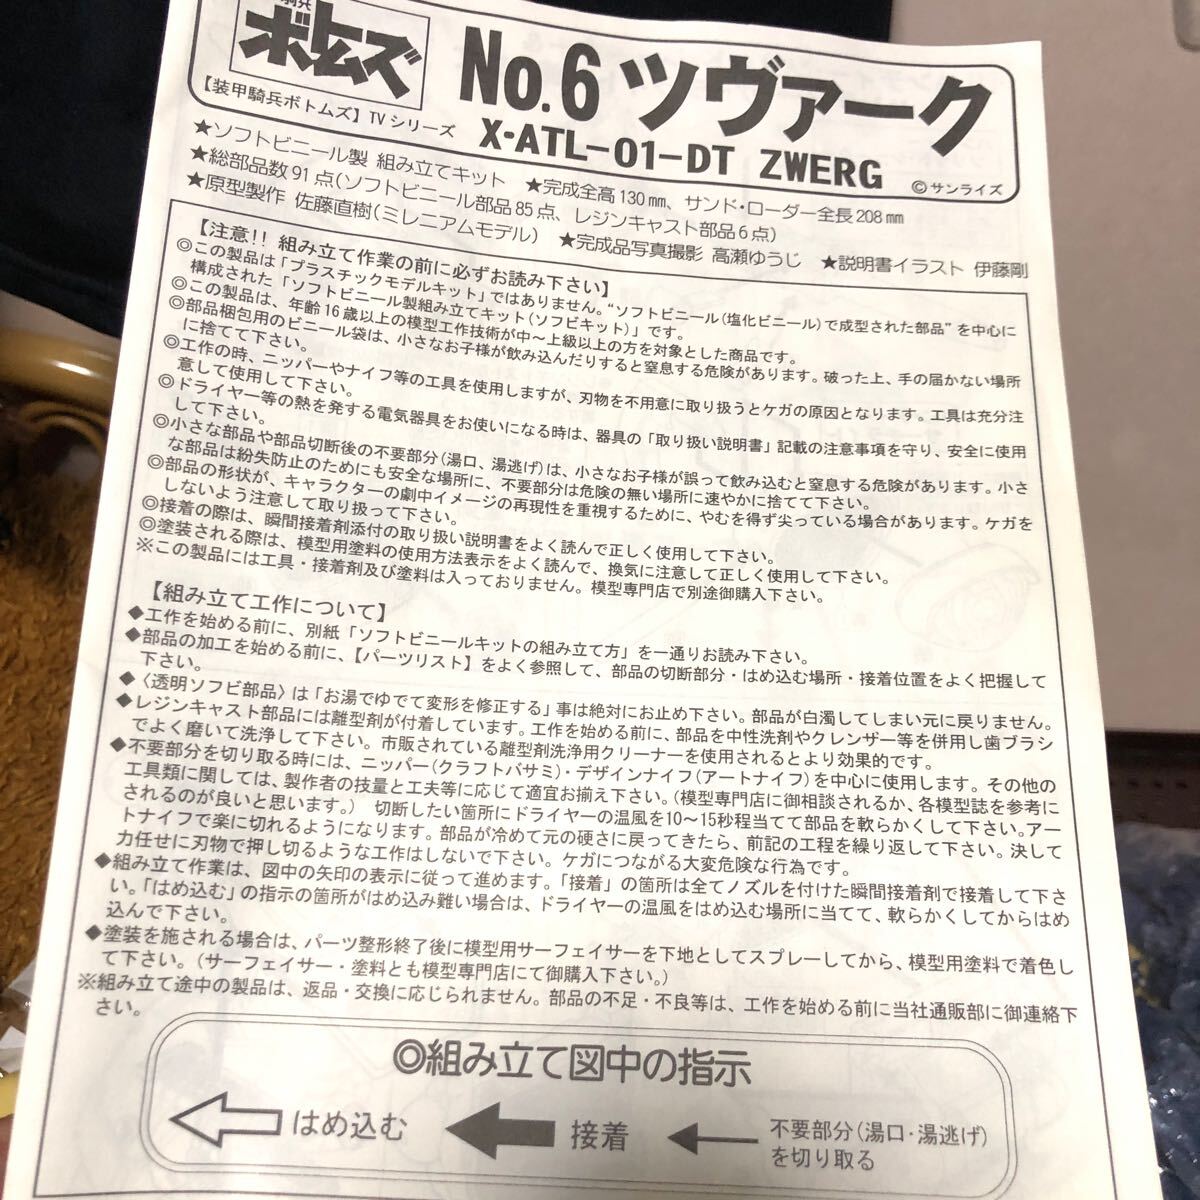 ボトムズ
No.6 ツヴァーク
【装甲騎兵ボトムズ】TVシリーズ
X-ATL-01-DT ZWERG
©サンライズ
★ソフトビニール製 組み立てキット ★完成全高130㎜、サンド・ローダー全長208㎜
★総部品数91点(ソフトビニール部品85点、レジンキャスト部品6点)
★原型製作 佐藤直樹(ミレニアムモデル) ★完成品写真撮影 高瀬ゆうじ ★説明書イラスト 伊藤剛
【注意!! 組み立て作業の前に必ずお読み下さい】
◎この製品は「プラスチックモデルキット」ではありません。“ソフトビニール(塩化ビニール)で成型された部品”を中心に
構成された「ソフトビニール製組み立てキット(ソフビキット)」です。
◎この製品は、年齢16歳以上の模型工作技術が中～上級以上の方を対象とした商品です。
◎部品梱包用のビニール袋は、小さなお子様が飲み込んだりすると窒息する危険があります。破った上、手の届かない場所
に捨てて下さい。
◎工作の時、ニッパーやナイフ等の工具を使用しますが、刃物を不用意に取り扱うとケガの原因となります。工具は充分注
意して使用して下さい。
◎ドライヤー等の熱を発する電気器具をお使いになる時は、器具の「取り扱い説明書」記載の注意事項を守り、安全に使用
して下さい。
◎小さな部品や部品切断後の不要部分(湯口、湯逃げ)は、小さなお子様が誤って飲み込むと窒息する危険があります。小さ
な部品は紛失防止のためにも安全な場所に、不要部分は危険の無い場所に速やかに捨てて下さい。
◎部品の形状が、キャラクターの劇中イメージの再現性を重視するために、やむを得ず尖っている場合があります。ケガを
しないよう注意して取り扱って下さい。
◎接着の際は、瞬間接着剤添付の取り扱い説明書をよく読んで正しく使用して下さい。
◎塗装される際は、模型用塗料の使用方法表示をよく読んで、換気に注意して正しく使用して下さい。
※この製品には工具・接着剤及び塗料は入っておりません。模型専門店で別途御購入下さい。
【組み立て工作について】
◆工作を始める前に、別紙「ソフトビニールキットの組み立て方」を一通りお読み下さい。
◆部品の加工を始める前に、【パーツリスト】をよく参照して、部品の切断部分・はめ込む場所・接着位置をよく把握して
下さい。
◆〈透明ソフビ部品〉は「お湯でゆでて変形を修正する」事は絶対にお止め下さい。部品が白濁してしまい元に戻りません。
◆レジンキャスト部品には離型剤が付着しています。工作を始める前に、部品を中性洗剤やクレンザー等を併用し歯ブラシ
でよく磨いて洗浄して下さい。市販されている離型剤洗浄用クリーナーを使用されるとより効果的です。
◆不要部分を切り取る時には、ニッパー(クラフトバサミ)・デザインナイフ(アートナイフ)を中心に使用します。その他の
工具類に関しては、製作者の技量と工夫等に応じて適宜お揃え下さい。(模型専門店に御相談されるか、各模型誌を参考に
されるのが良いと思います。) 切断したい箇所にドライヤーの温風を10～15秒程当てて部品を軟らかくして下さい。アー
トナイフで楽に切れるようになります。部品が冷めて元の硬さに戻ってきたら、前記の工程を繰り返して下さい。決して
力任せに刃物で押し切るような工作はしないで下さい。ケガにつながる大変危険な行為です。
◆組み立て作業は、図中の矢印の表示に従って進めます。「接着」の箇所は全てノズルを付けた瞬間接着剤で接着して下さ
い。「はめ込む」の指示の箇所がはめ込み難い場合は、ドライヤーの温風をはめ込む場所に当てて、軟らかくしてからはめ
込んで下さい。
◆塗装を施される場合は、パーツ整形終了後に模型用サーフェイサーを下地としてスプレーしてから、模型用塗料で着色し
て下さい。(サーフェイサー・塗料とも模型専門店にて御購入下さい。)
※組み立て途中の製品は、返品・交換に応じられません。部品の不足・不良等は、工作を始める前に当社通販部に御連絡下
さい。
◎組み立て図中の指示
はめ込む
接着
不要部分(湯口・湯逃げ)
を切り取る